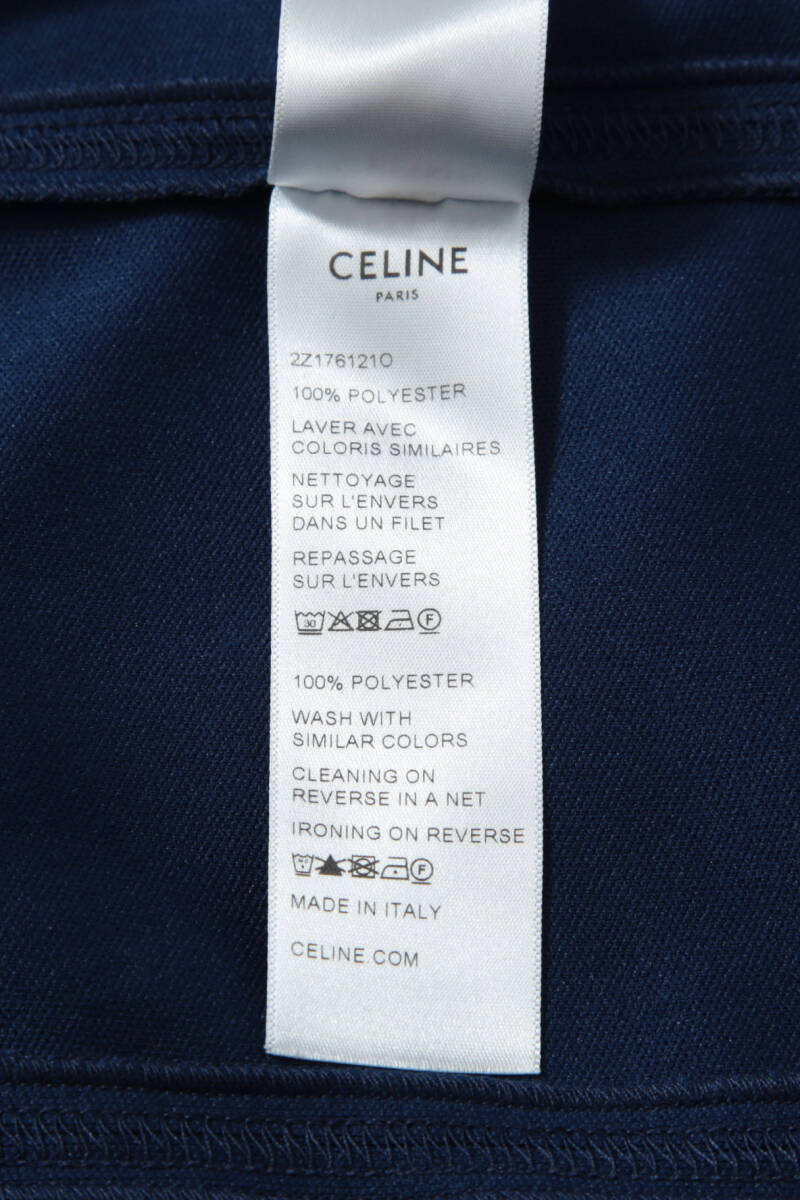 CELINE
PARIS
2Z176121O
100% POLYESTER
LAVER AVEC
COLORIS SIMILAIRES
NETTOYAGE
SUR L'ENVERS
DANS UN FILET
REPASSAGE
SUR L'ENVERS
30 F
100% POLYESTER
WASH WITH
SIMILAR COLORS
CLEANING ON
REVERSE IN A NET
IRONING ON REVERSE
F
MADE IN ITALY
CELINE.COM